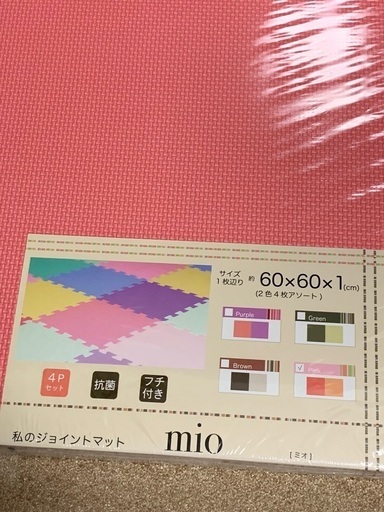 サイズ
1枚辺り 約 60×60×1(cm)
(2色4枚アソート)
Purple
Green
Brown
4P
セット
抗菌
フチ
付き
私のジョイントマット mio [ミオ]